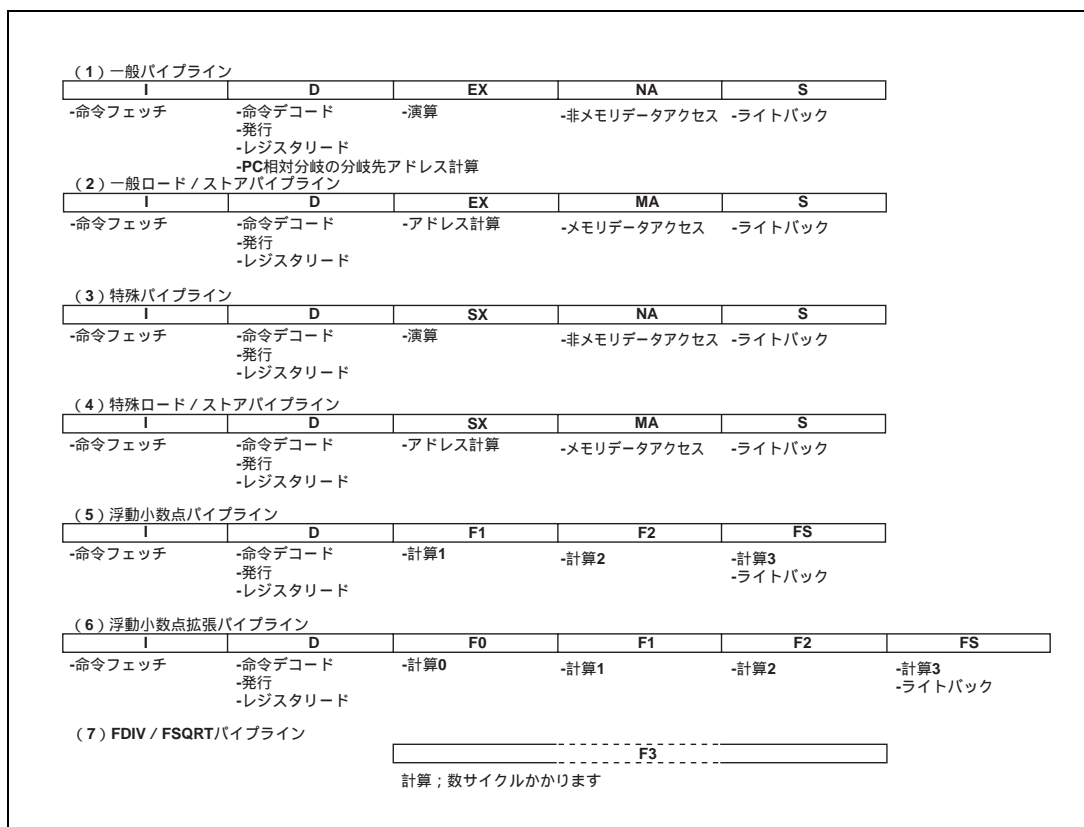 （1）一般パイプライン
I D EX NA S
-命令フェッチ -命令デコード -演算 -非メモリデータアクセス -ライトバック
-発行
-レジスタリード
-PC相対分岐の分岐先アドレス計算
（2）一般ロード / ストアパイプライン
I D EX MA S
-命令フェッチ -命令デコード -アドレス計算 -メモリデータアクセス -ライトバック
-発行
-レジスタリード
（3）特殊パイプライン
I D SX NA S
-命令フェッチ -命令デコード -演算 -非メモリデータアクセス -ライトバック
-発行
-レジスタリード
（4）特殊ロード / ストアパイプライン
I D SX MA S
-命令フェッチ -命令デコード -アドレス計算 -メモリデータアクセス -ライトバック
-発行
-レジスタリード
（5）浮動小数点パイプライン
I D F1 F2 FS
-命令フェッチ -命令デコード -計算1 -計算2 -計算3
-発行 -ライトバック
-レジスタリード
（6）浮動小数点拡張パイプライン
I D F0 F1 F2 FS
-命令フェッチ -命令デコード -計算0 -計算1 -計算2 -計算3
-発行 -ライトバック
-レジスタリード
（7）FDIV / FSQRTパイプライン
F3
計算；数サイクルかかります